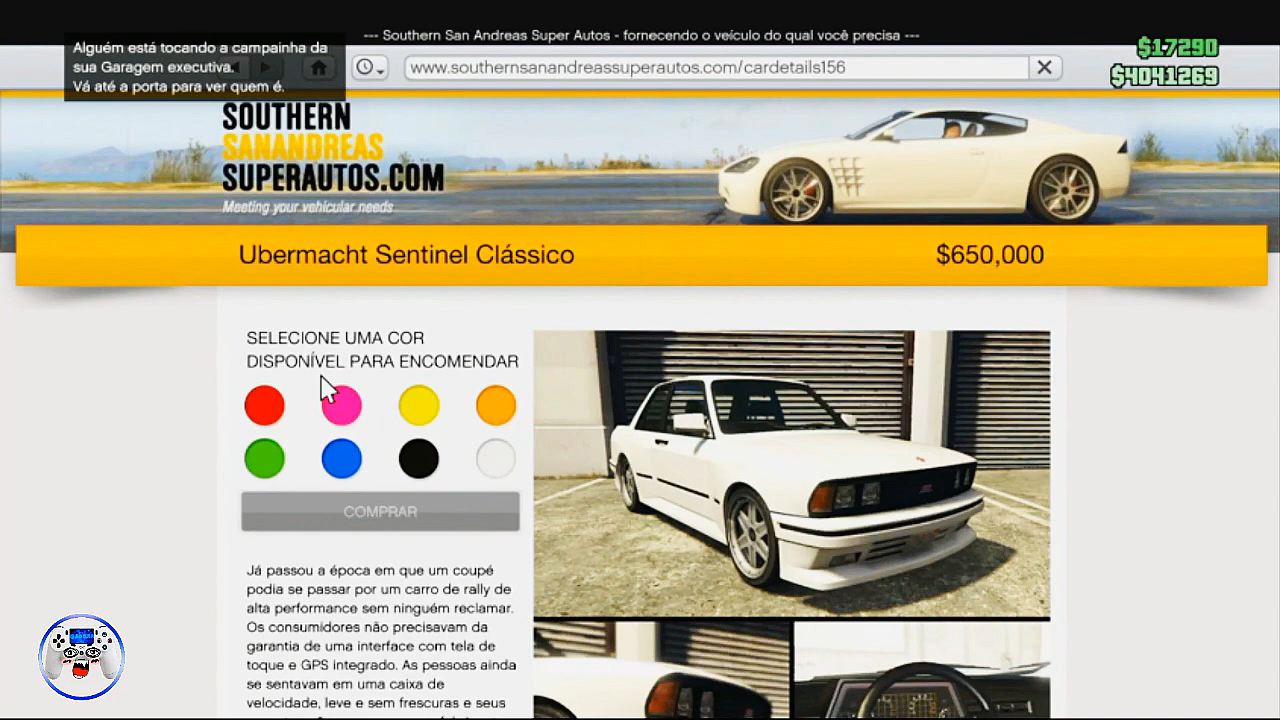 --- Southern San Andreas Super Autos - fornecendo o veículo do qual você precisa ---
Alguém está tocando a campainha da
sua Garagem executiva.
Vá até a porta para ver quem é.
www.southernsanandreassuperautos.com/cardetails156
$17290
$4041269
SOUTHERN
SANANDREAS
SUPERAUTOS.COM
Meeting your vehicular needs
Ubermacht Sentinel Clássico
$650,000
SELECIONE UMA COR
DISPONÍVEL PARA ENCOMENDAR
COMPRAR
Já passou a época em que um coupé
podia se passar por um carro de rally de
alta performance sem ninguém reclamar.
Os consumidores não precisavam da
garantia de uma interface com tela de
toque e GPS integrado. As pessoas ainda
se sentavam em uma caixa de
velocidade, leve e sem frescuras e seus